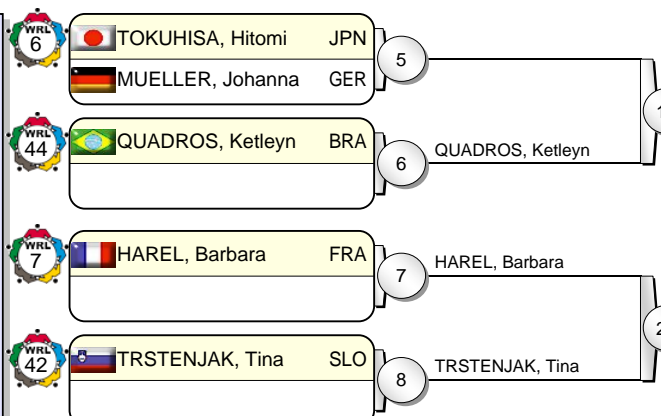 WRL
6
TOKUHISA, Hitomi JPN
MUELLER, Johanna GER
5
WRL
44
QUADROS, Ketleyn BRA
6
QUADROS, Ketleyn
WRL
7
HAREL, Barbara FRA
7
HAREL, Barbara
WRL
42
TRSTENJAK, Tina SLO
8
TRSTENJAK, Tina